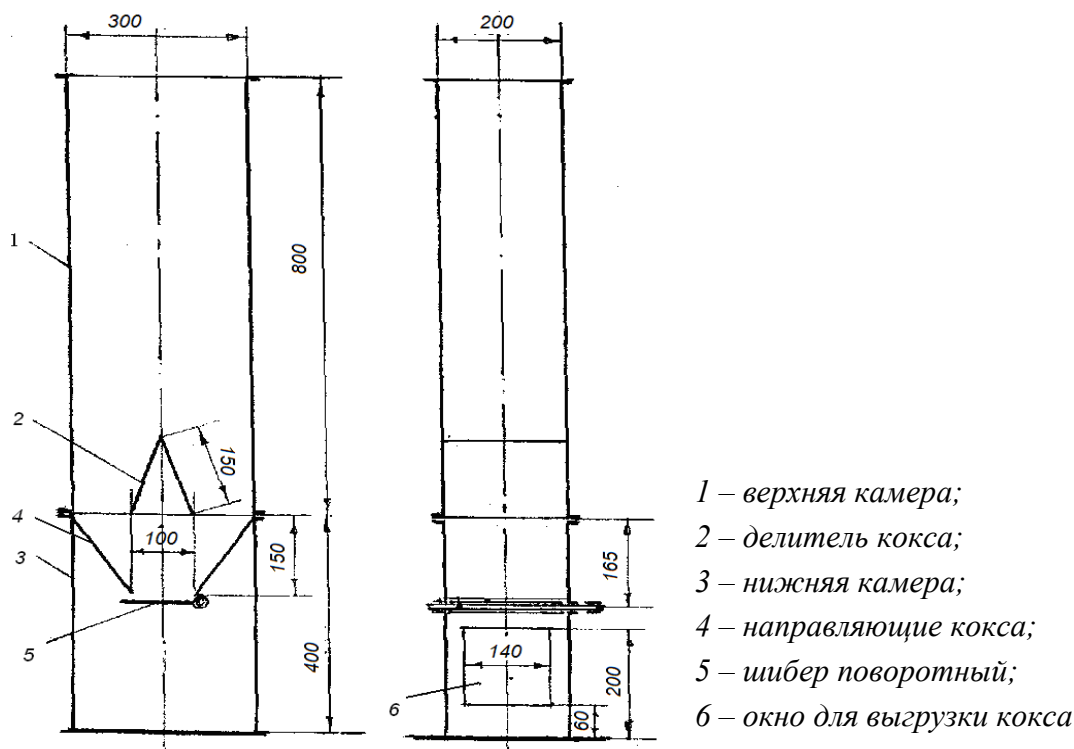 300
200
1
800
2
150
4
100
150
3
165
5
400
140
200
6
60
1 – верхняя камера;
2 – делитель кокса;
3 – нижняя камера;
4 – направляющие кокса;
5 – шибер поворотный;
6 – окно для выгрузки кокса